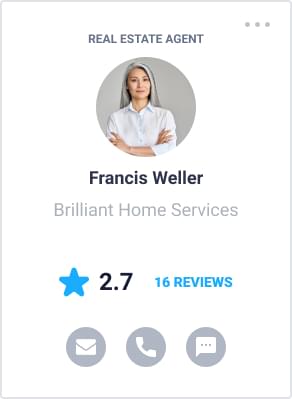 REAL ESTATE AGENT
Francis Weller
Brilliant Home Services
2.7 16 REVIEWS